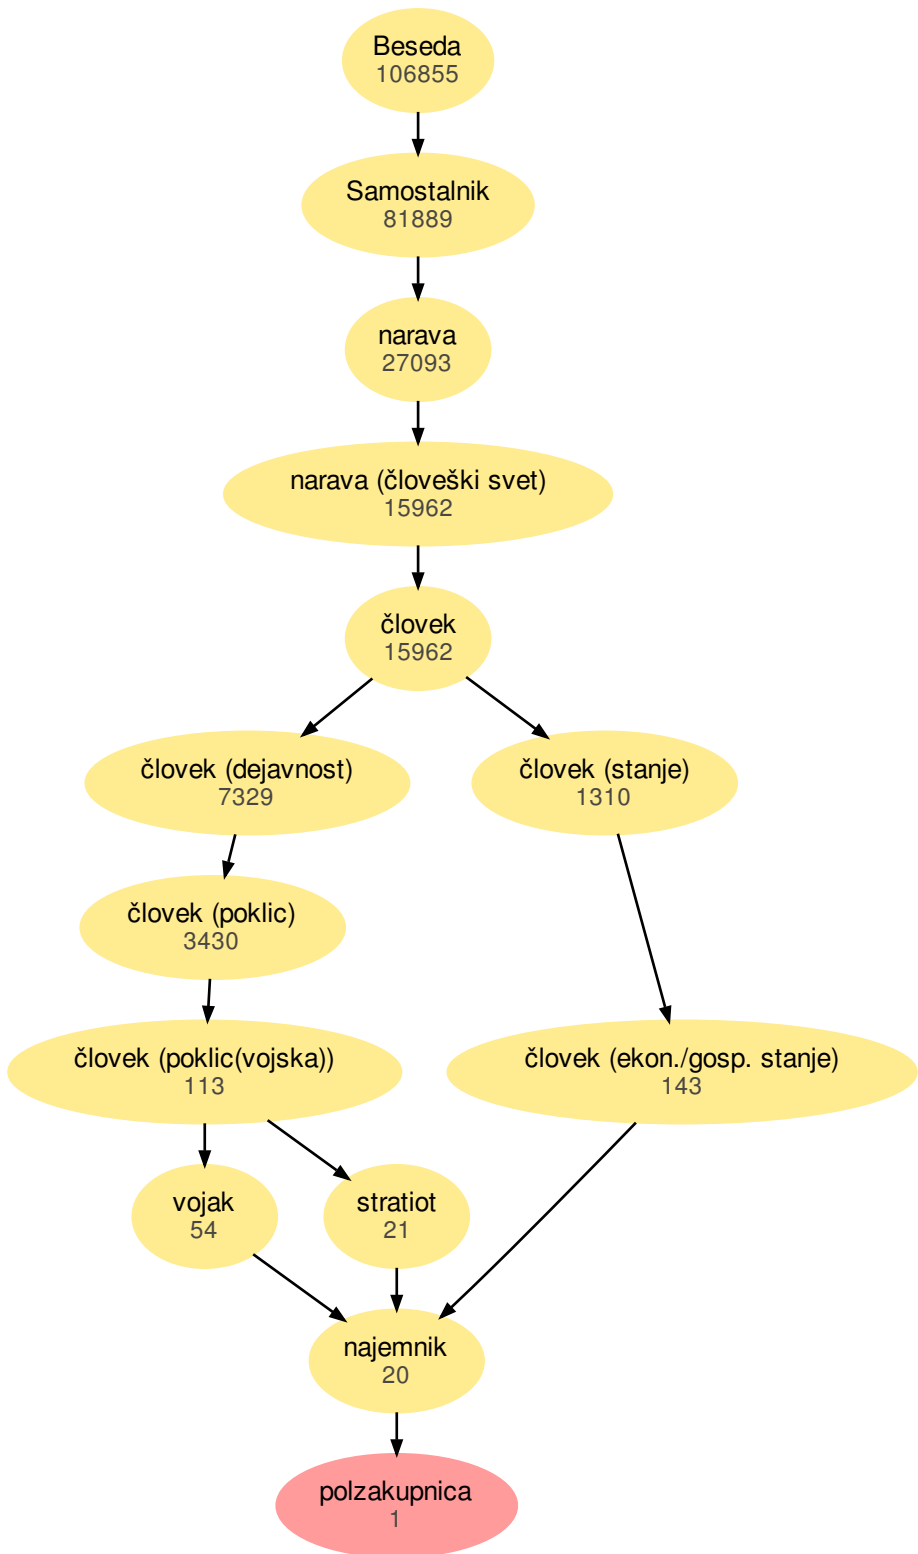 Beseda
106855
Samostalnik
81889
narava
27093
narava (človeški svet)
15962
človek
15962
človek (dejavnost)
7329
človek (stanje)
1310
človek (poklic)
3430
človek (poklic(vojska))
113
človek (ekon./gosp. stanje)
143
vojak
54
stratiot
21
najemnik
20
polzakupnica
1